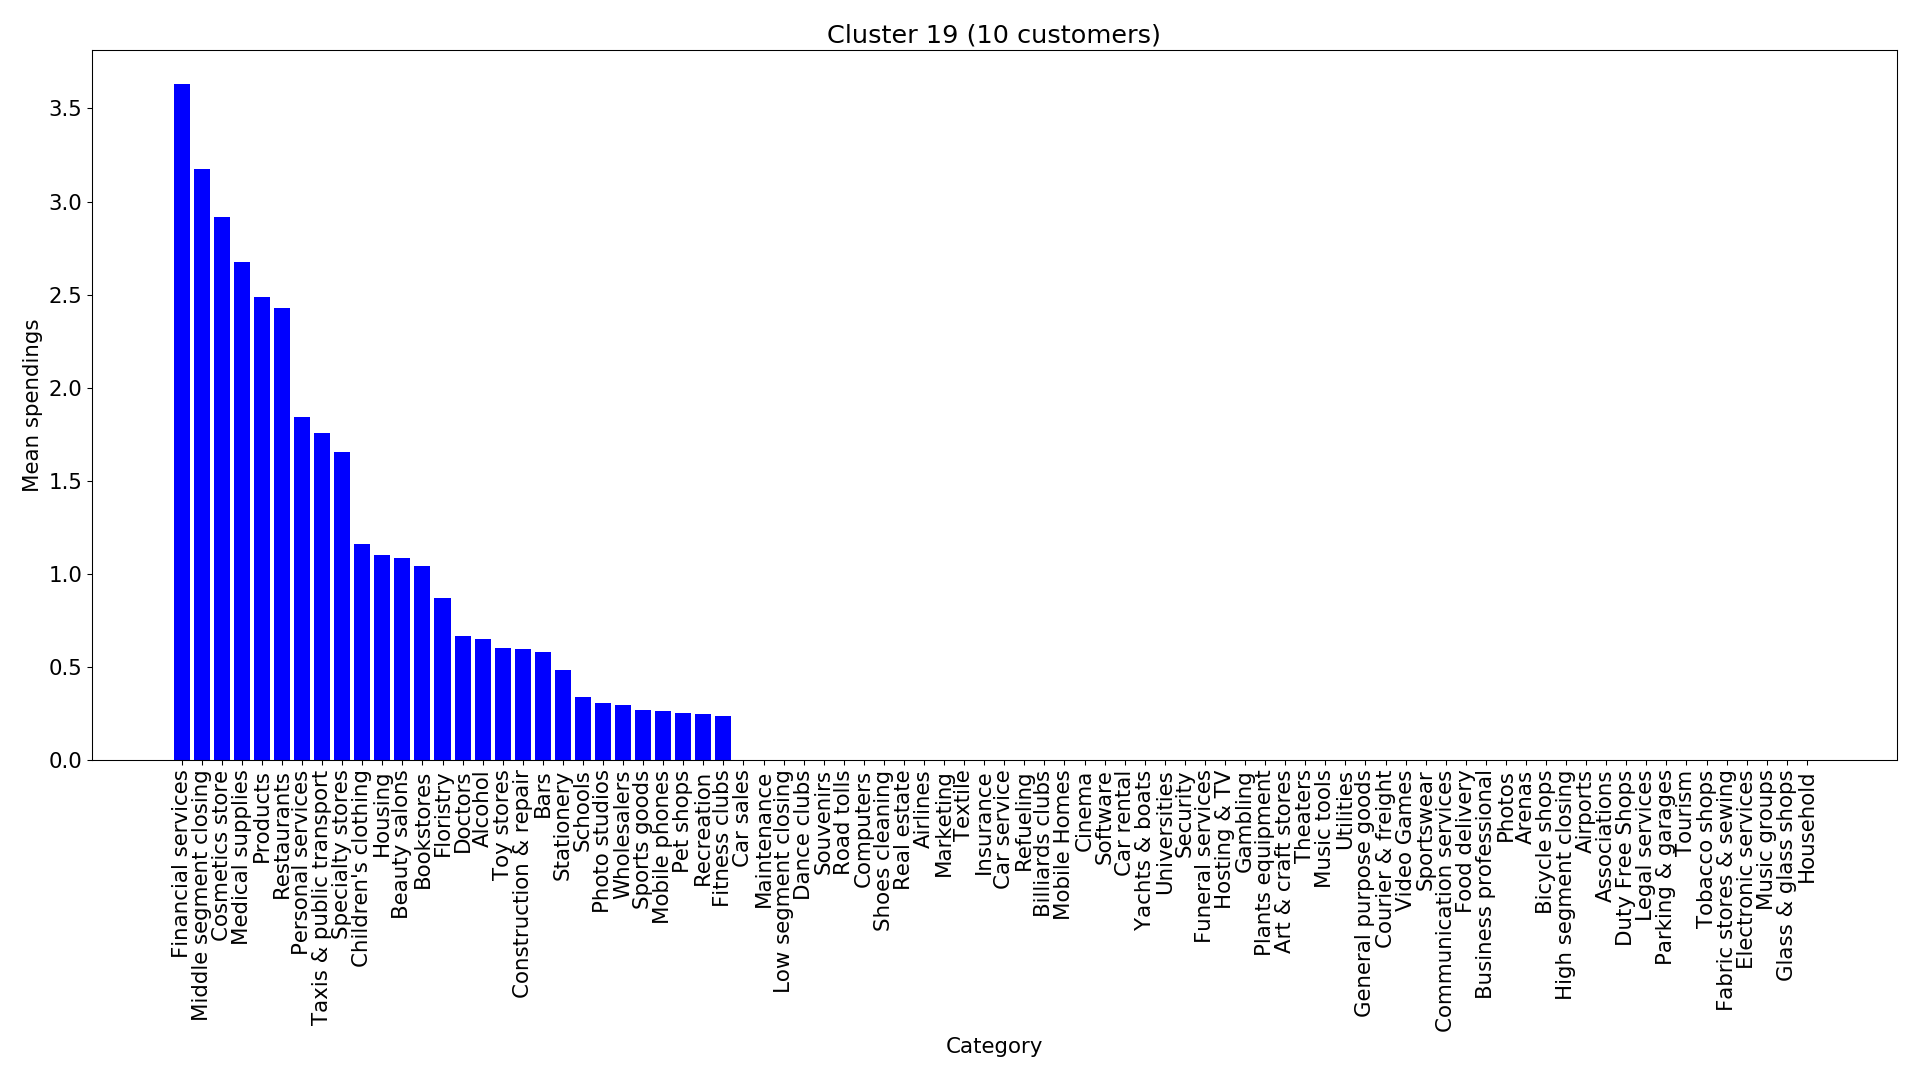 Cluster 19 (10 customers)
3.5
3.0
2.5
2.0
1.5
1.0
0.5
0.0
Mean spendings
Financial services
Middle segment closing
Cosmetics store
Medical supplies
Products
Restaurants
Personal services
Taxis & public transport
Specialty stores
Children's clothing
Housing
Beauty salons
Bookstores
Floristry
Doctors
Alcohol
Toy stores
Construction & repair
Bars
Stationery
Schools
Photo studios
Wholesalers
Sports goods
Mobile phones
Pet shops
Recreation
Fitness clubs
Car sales
Maintenance
Low segment closing
Dance clubs
Souvenirs
Road tolls
Computers
Shoes cleaning
Real estate
Airlines
Marketing
Textile
Insurance
Car service
Refueling
Billiards clubs
Mobile Homes
Cinema
Software
Car rental
Yachts & boats
Universities
Security
Funeral services
Hosting & TV
Gambling
Plants equipment
Art & craft stores
Theaters
Music tools
Utilities
General purpose goods
Courier & freight
Video Games
Sportswear
Communication services
Food delivery
Business professional
Photos
Arenas
Bicycle shops
High segment closing
Airports
Associations
Duty Free Shops
Legal services
Parking & garages
Tourism
Tobacco shops
Fabric stores & sewing
Electronic services
Music groups
Glass & glass shops
Household
Category